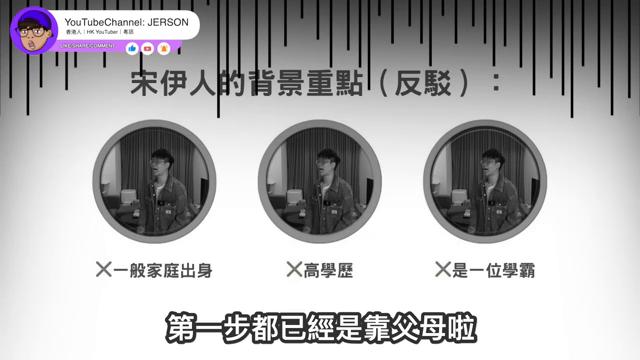 YouTubeChannel: JERSON
香港人｜HK YouTuber｜粵語
LIKE/SHARE/COMMENT
宋伊人的背景重點（反駁）：
✕一般家庭出身
✕高學歷
✕是一位學霸
第一步都已經是靠父母啦